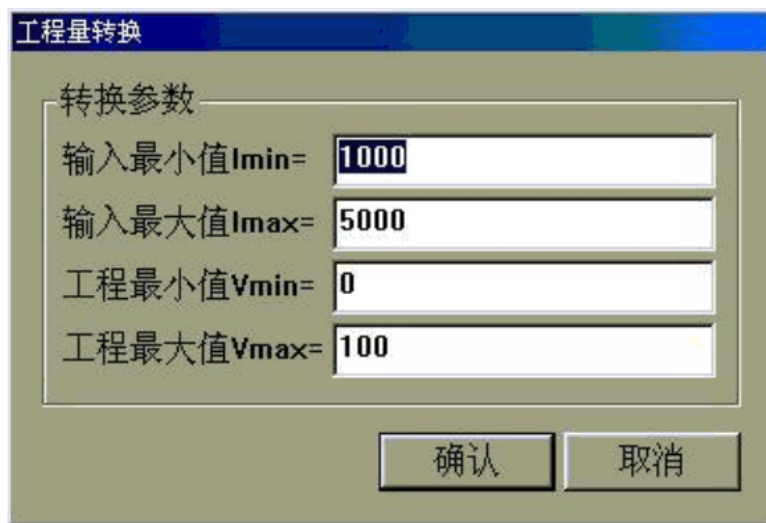 工程量转换
转换参数
输入最小值Imin= 1000
输入最大值Imax= 5000
工程最小值Vmin= 0
工程最大值Vmax= 100
确认 取消